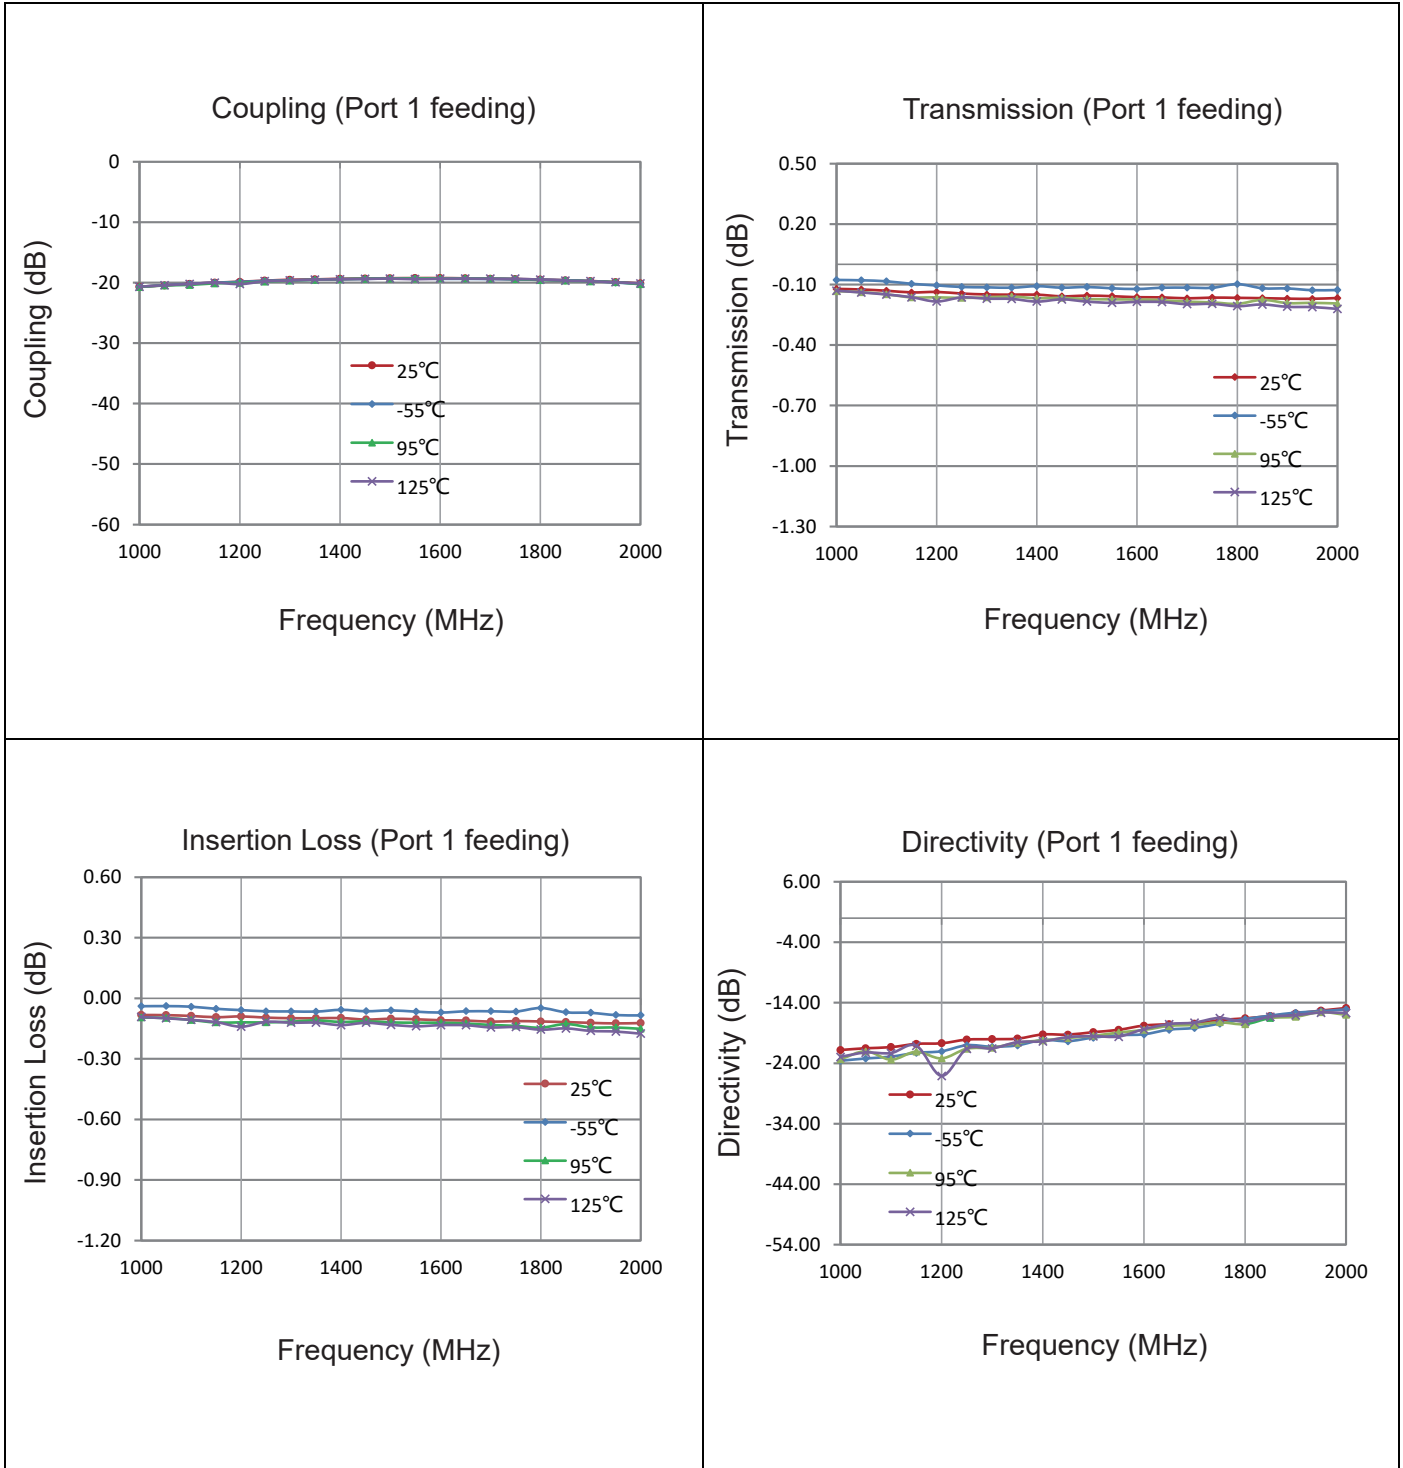 Coupling (Port 1 feeding)
0
-10
-20
-30
-40
-50
-60
Coupling (dB)
25℃
-55℃
95℃
125℃
1000 1200 1400 1600 1800 2000
Frequency (MHz)
Transmission (Port 1 feeding)
0.50
0.20
-0.10
-0.40
-0.70
-1.00
-1.30
Transmission (dB)
25℃
-55℃
95℃
125℃
1000 1200 1400 1600 1800 2000
Frequency (MHz)
Insertion Loss (Port 1 feeding)
0.60
0.30
0.00
-0.30
-0.60
-0.90
-1.20
Insertion Loss (dB)
25℃
-55℃
95℃
125℃
1000 1200 1400 1600 1800 2000
Frequency (MHz)
Directivity (Port 1 feeding)
6.00
-4.00
-14.00
-24.00
-34.00
-44.00
-54.00
Directivity (dB)
25℃
-55℃
95℃
125℃
1000 1200 1400 1600 1800 2000
Frequency (MHz)